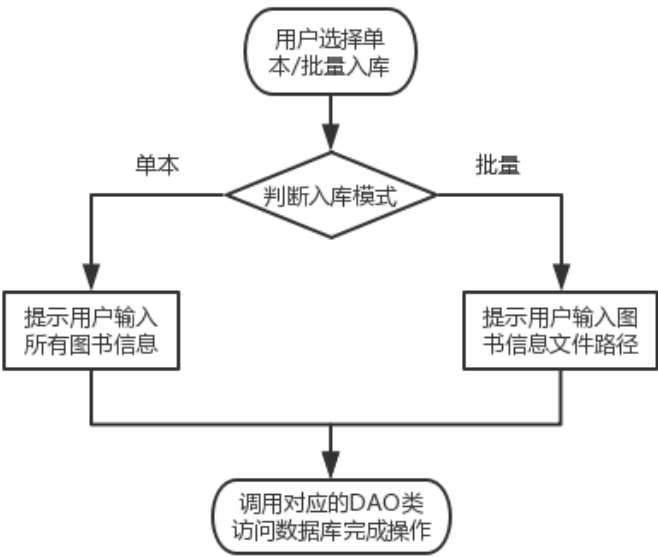 用户选择单
本/批量入库
单本
批量
判断入库模式
提示用户输入
所有图书信息
提示用户输入图
书信息文件路径
调用对应的DAO类
访问数据库完成操作